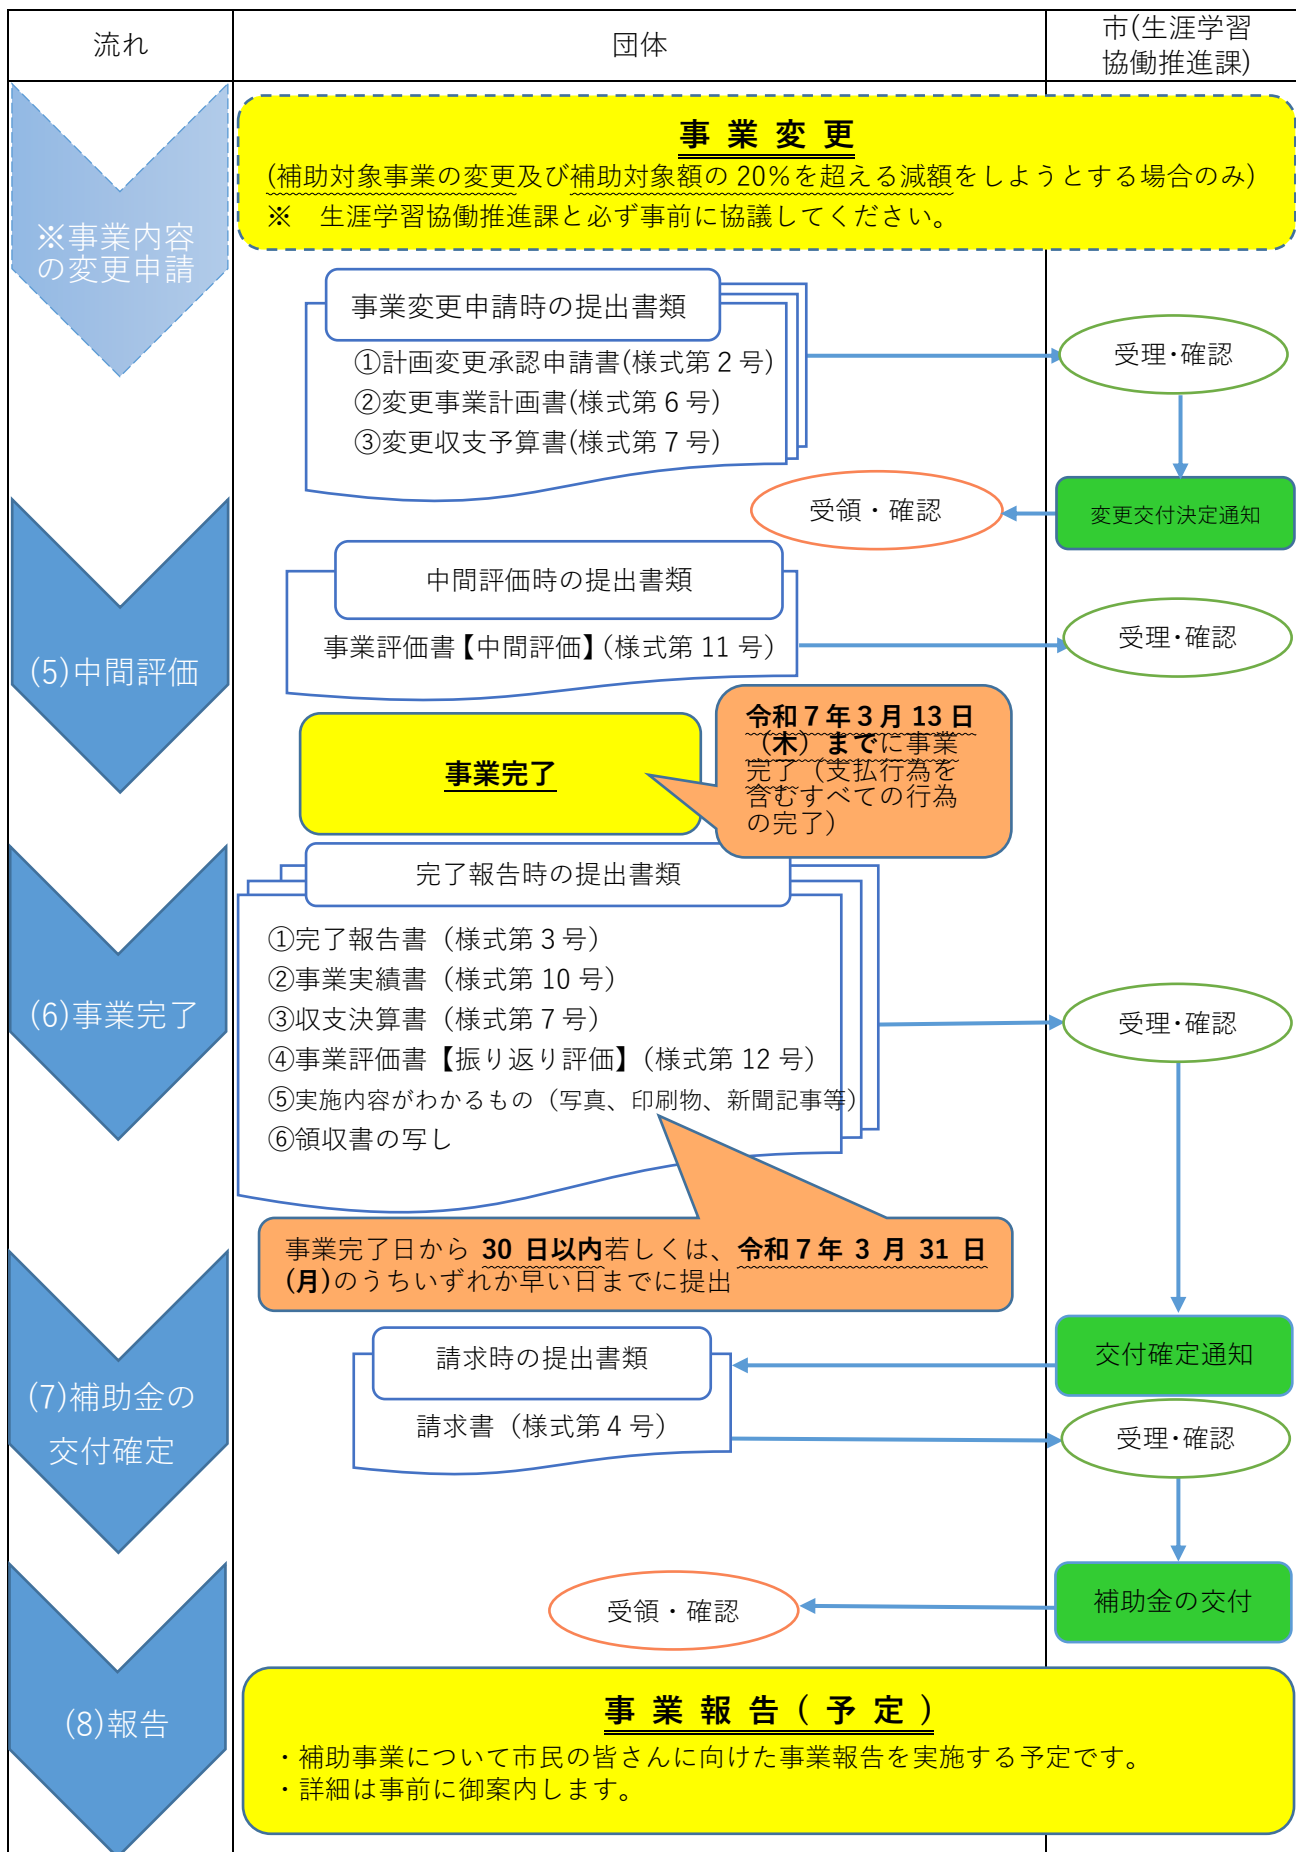 流れ
団体
市(生涯学習
協働推進課)
※事業内容
の変更申請
事 業 変 更
(補助対象事業の変更及び補助対象額の 20％を超える減額をしようとする場合のみ)
※　生涯学習協働推進課と必ず事前に協議してください。
事業変更申請時の提出書類
①計画変更承認申請書(様式第２号)
②変更事業計画書(様式第６号)
③変更収支予算書(様式第７号)
受理・確認
変更交付決定通知
受領・確認
(5)中間評価
中間評価時の提出書類
事業評価書【中間評価】(様式第 11 号)
受理・確認
事業完了
令和７年３月 13 日
（木）までに事業
完了（支払行為を
含むすべての行為
の完了）
(6)事業完了
完了報告時の提出書類
①完了報告書（様式第３号）
②事業実績書（様式第 10 号）
③収支決算書（様式第７号）
④事業評価書【振り返り評価】（様式第 12 号）
⑤実施内容がわかるもの（写真、印刷物、新聞記事等）
⑥領収書の写し
受理・確認
事業完了日から 30 日以内若しくは、令和７年 3 月 31 日
(月)のうちいずれか早い日までに提出
(7)補助金の
交付確定
請求時の提出書類
請求書（様式第４号）
交付確定通知
受理・確認
補助金の交付
受領・確認
(8)報告
事 業 報 告 ( 予 定 )
・補助事業について市民の皆さんに向けた事業報告を実施する予定です。
・詳細は事前に御案内します。